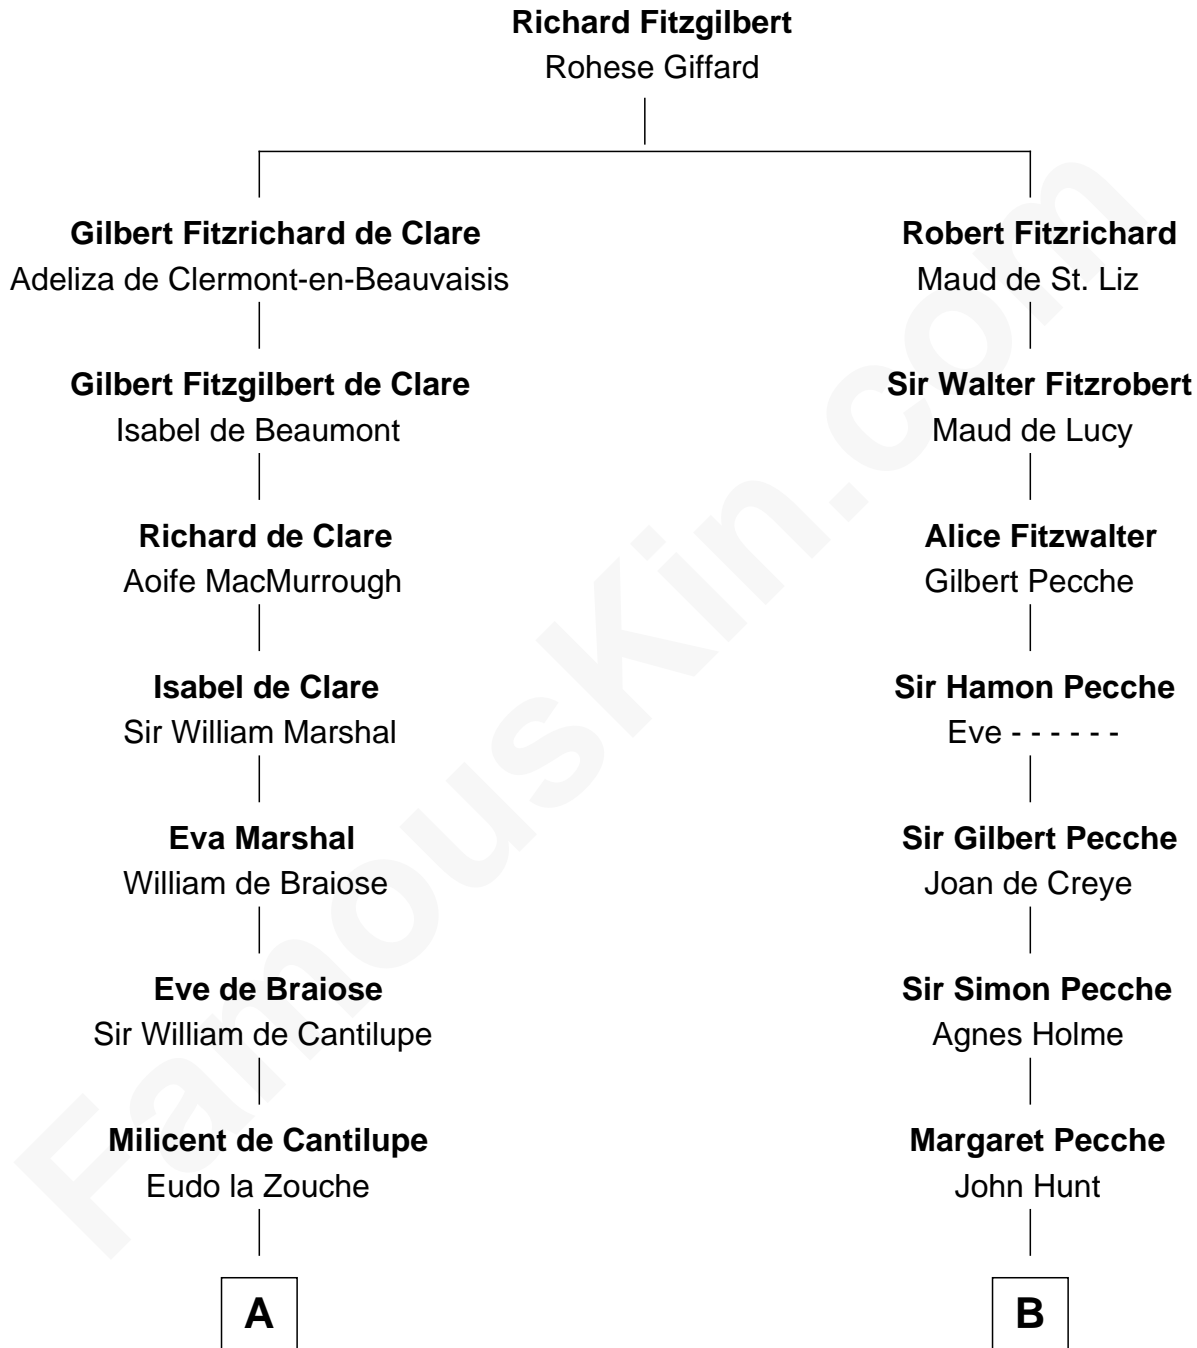 Richard Fitzgilbert
Rohese Giffard
Gilbert Fitzrichard de Clare
Adeliza de Clermont-en-Beauvaisis
Gilbert Fitzgilbert de Clare
Isabel de Beaumont
Richard de Clare
Aoife MacMurrough
Isabel de Clare
Sir William Marshal
Eva Marshal
William de Braiose
Eve de Braiose
Sir William de Cantilupe
Milicent de Cantilupe
Eudo la Zouche
A
Robert Fitzrichard
Maud de St. Liz
Sir Walter Fitzrobert
Maud de Lucy
Alice Fitzwalter
Gilbert Pecche
Sir Hamon Pecche
Eve - - - - - -
Sir Gilbert Pecche
Joan de Creye
Sir Simon Pecche
Agnes Holme
Margaret Pecche
John Hunt
B
FamousKin.com